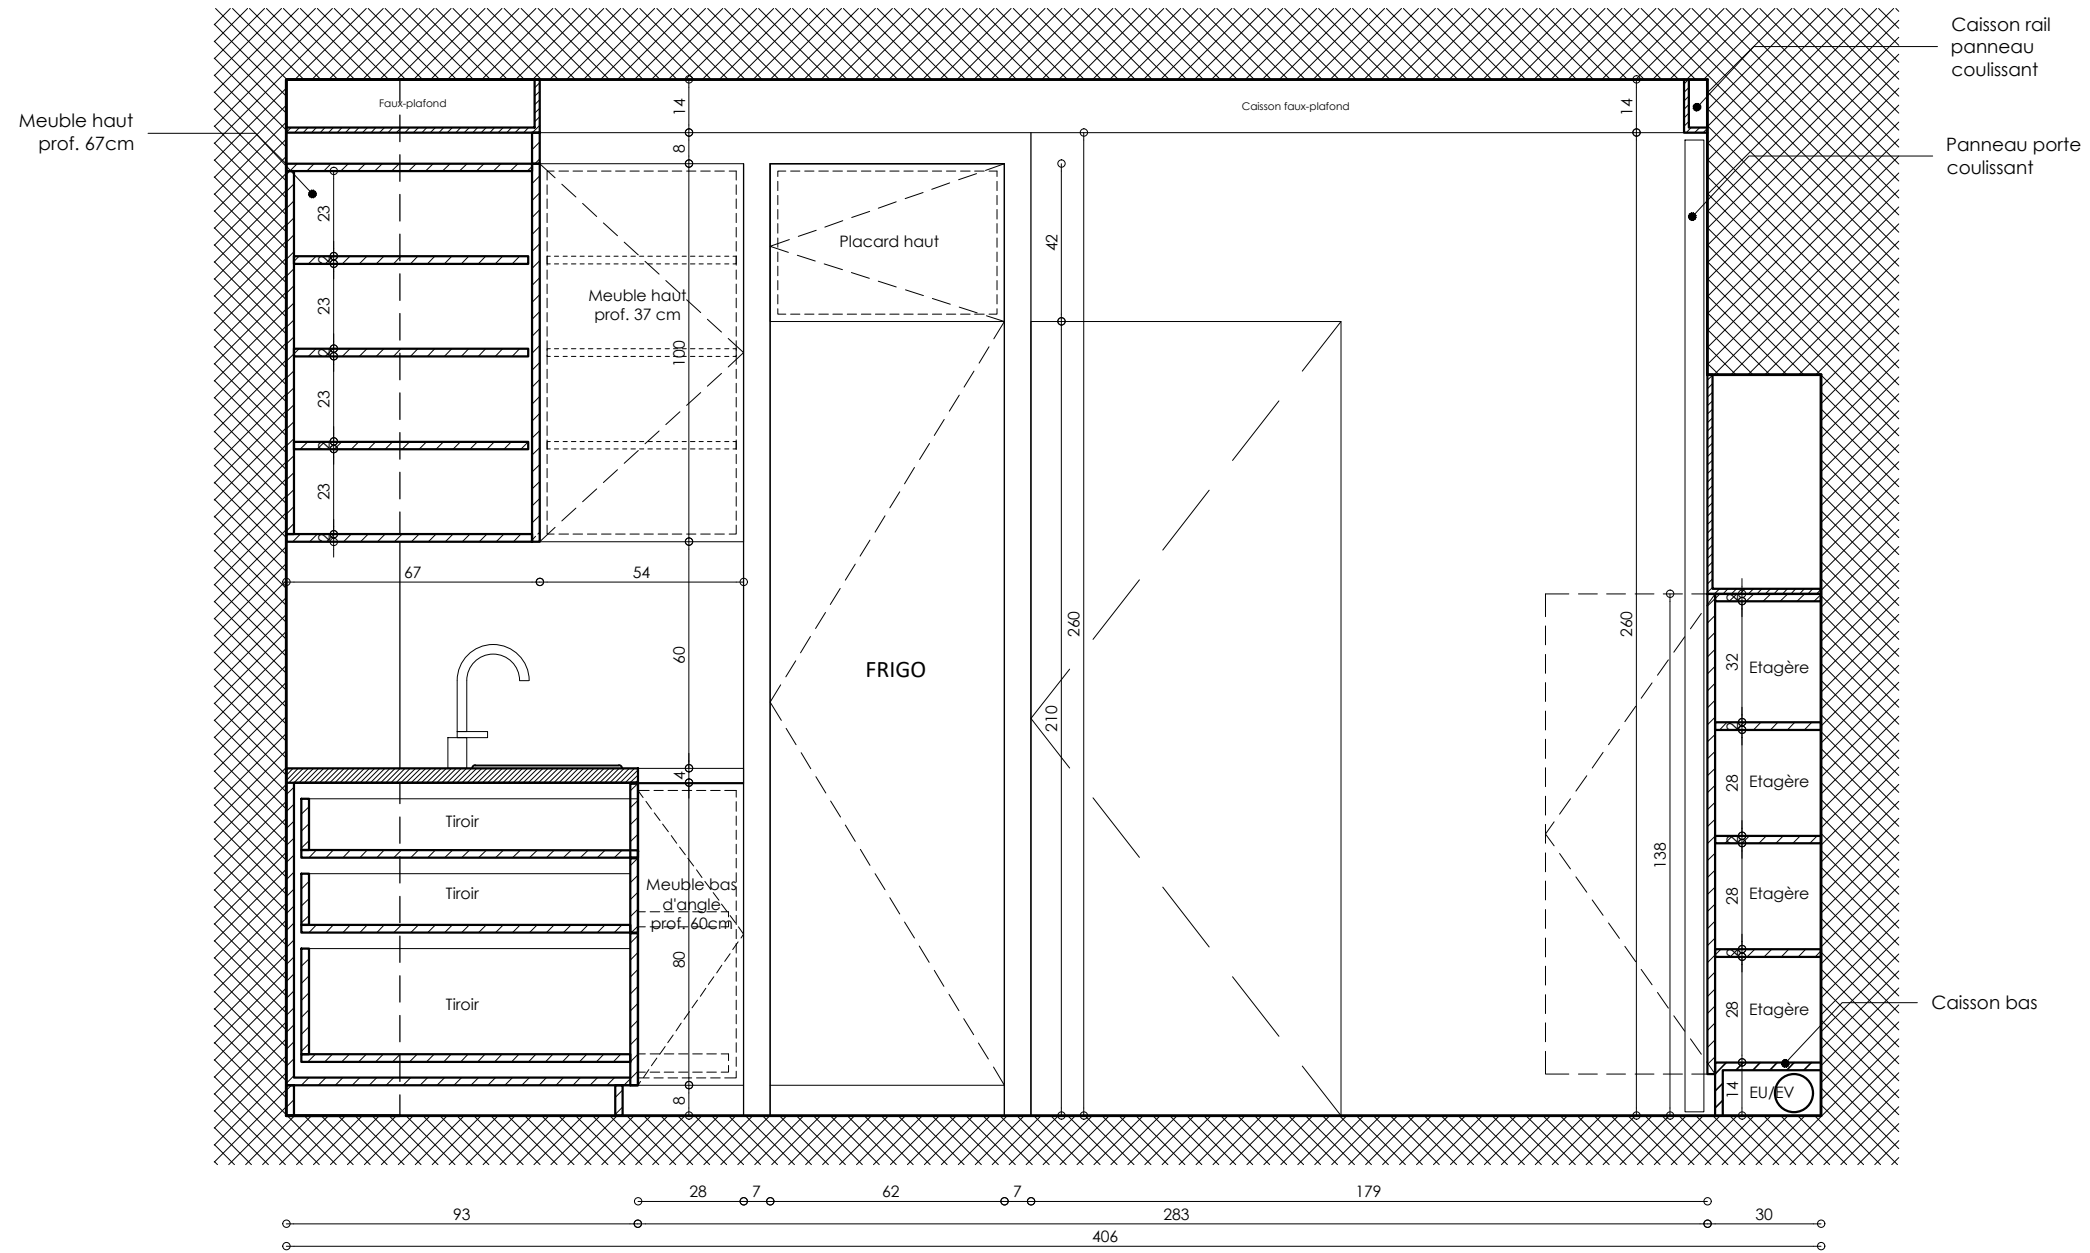 Caisson rail
panneau
coulissant
Faux-plafond
14
Caisson faux-plafond
14
Meuble haut
prof. 67cm
8
Panneau porte
coulissant
23
42
Placard haut
Meuble haut
prof. 37 cm
23
100
23
23
67
54
260
260
60
FRIGO
32
Etagère
210
4
28
Etagère
Tiroir
138
Meuble bas
d'angle
prof. 60cm
Tiroir
28
Etagère
80
Tiroir
28
Etagère
Caisson bas
8
14
EU/EV
28
7
62
7
179
93
283
30
406